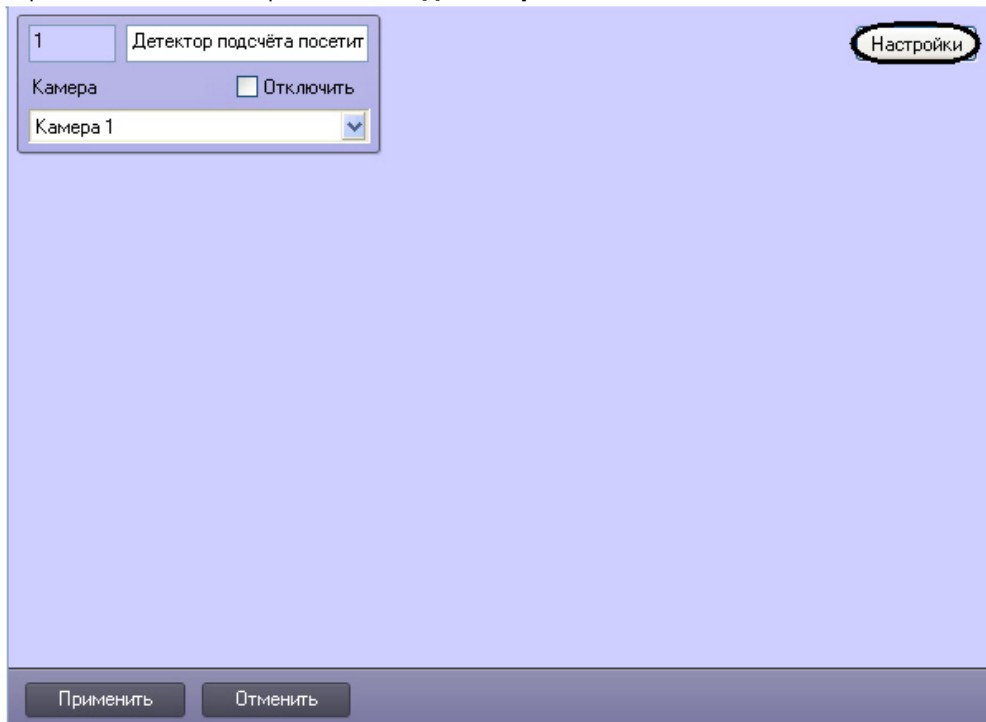 1 Детектор подсчёта посетит
Настройки
Камера Отключить
Камера 1
Применить Отменить